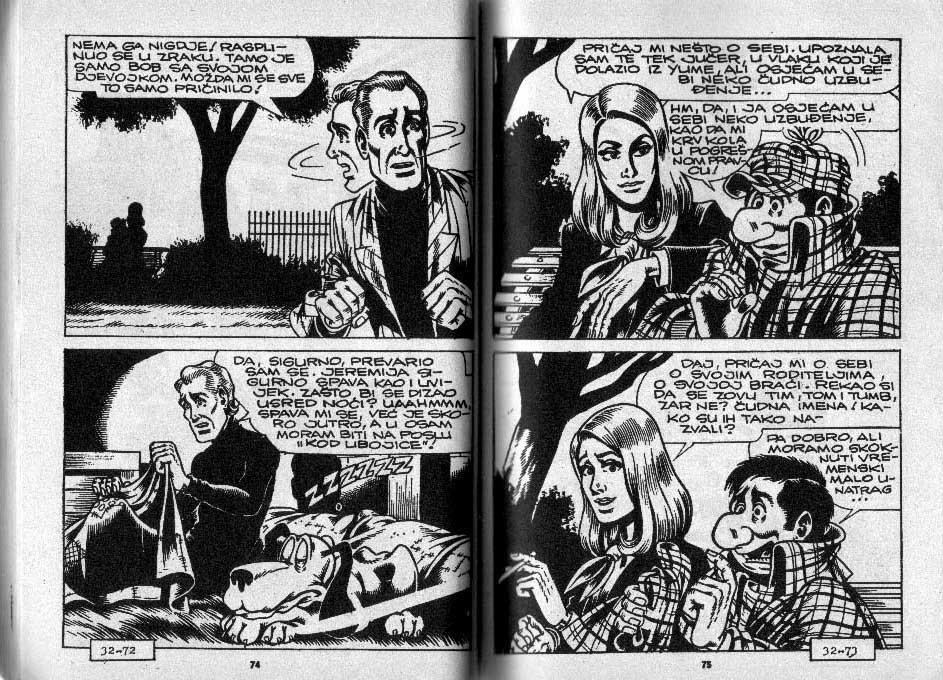 NEMA GA NIGDJE! RASPLI-
NUO SE U ZRAKU. TAMO JE
SAMO BOB SA SVOJOM
DJEVOJKOM. MOŽDA MI SE SVE
TO SAMO PRIČINILO!
DA, SIGURNO, PREVARIO
SAM SE. JEREMIJA SI-
GURNO SPAVA KAO I UVI-
JEK. ZAŠTO BI SE DIZAO
USRED NOĆI? UAAHMMM,
SPAVA MI SE, VEĆ JE SKO-
RO JUTRO, A U OSAM
MORAM BITI NA POSLU
„KOD UBOJICE"!
ZZZZZZ
32-72
74
PRIČAJ MI NEŠTO O SEBI. UPOZNALA
SAM TE TEK JUČER, U VLAKU KOJI JE
DOLAZIO IZ YUME, ALI OSJEĆAM U SE-
BI NEKO ČUDNO UZBU-
ĐENJE...
HM, DA, I JA OSJEĆAM U
SEBI NEKO UZBUĐENJE,
KAO DA MI
KRV KOLA
U POGREŠ-
NOM PRAV-
CU!
DAJ, PRIČAJ MI O SEBI
O SVOJIM RODITELJIMA,
O SVOJOJ BRAĆI. REKAO SI
DA SE ZOVU TIM, TOM I TUMB,
ZAR NE? ČUDNA IMENA! KA-
KO SU IH TAKO NA-
ZVALI?
PA DOBRO, ALI
MORAMO SKOK-
NUTI VRE-
MENSKI
MALO U-
NATRAG
...
32-73
75